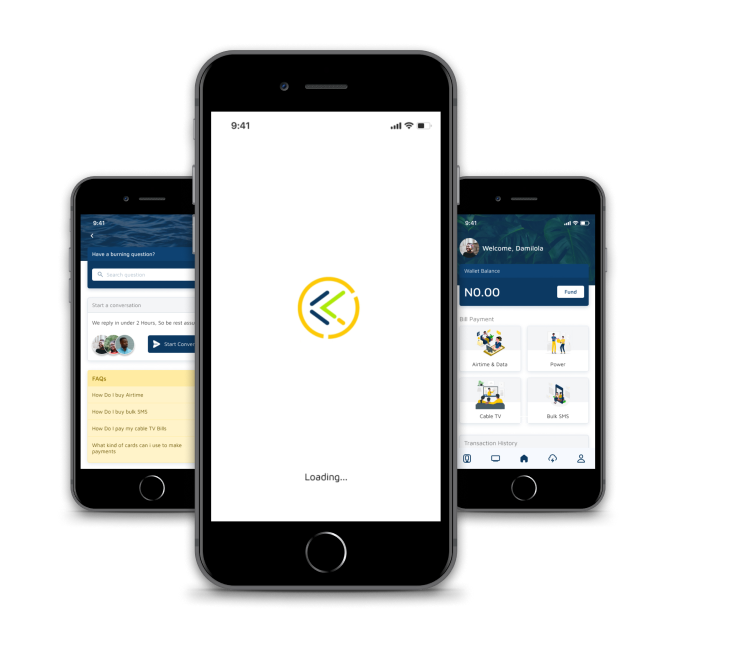 9:41
Have a burning question?
Search question
Start a conversation
We reply in under 2 Hours, So be rest assu
Start Conver
FAQs
How Do I buy Airtime
How Do I buy bulk SMS
How Do I pay my cable TV Bills
What kind of cards can i use to make
payments
9:41
Loading...
9:41
Welcome, Damilola
Wallet Balance
N0.00
Fund
Bill Payment
Airtime & Data
Power
Cable TV
Bulk SMS
Transaction History